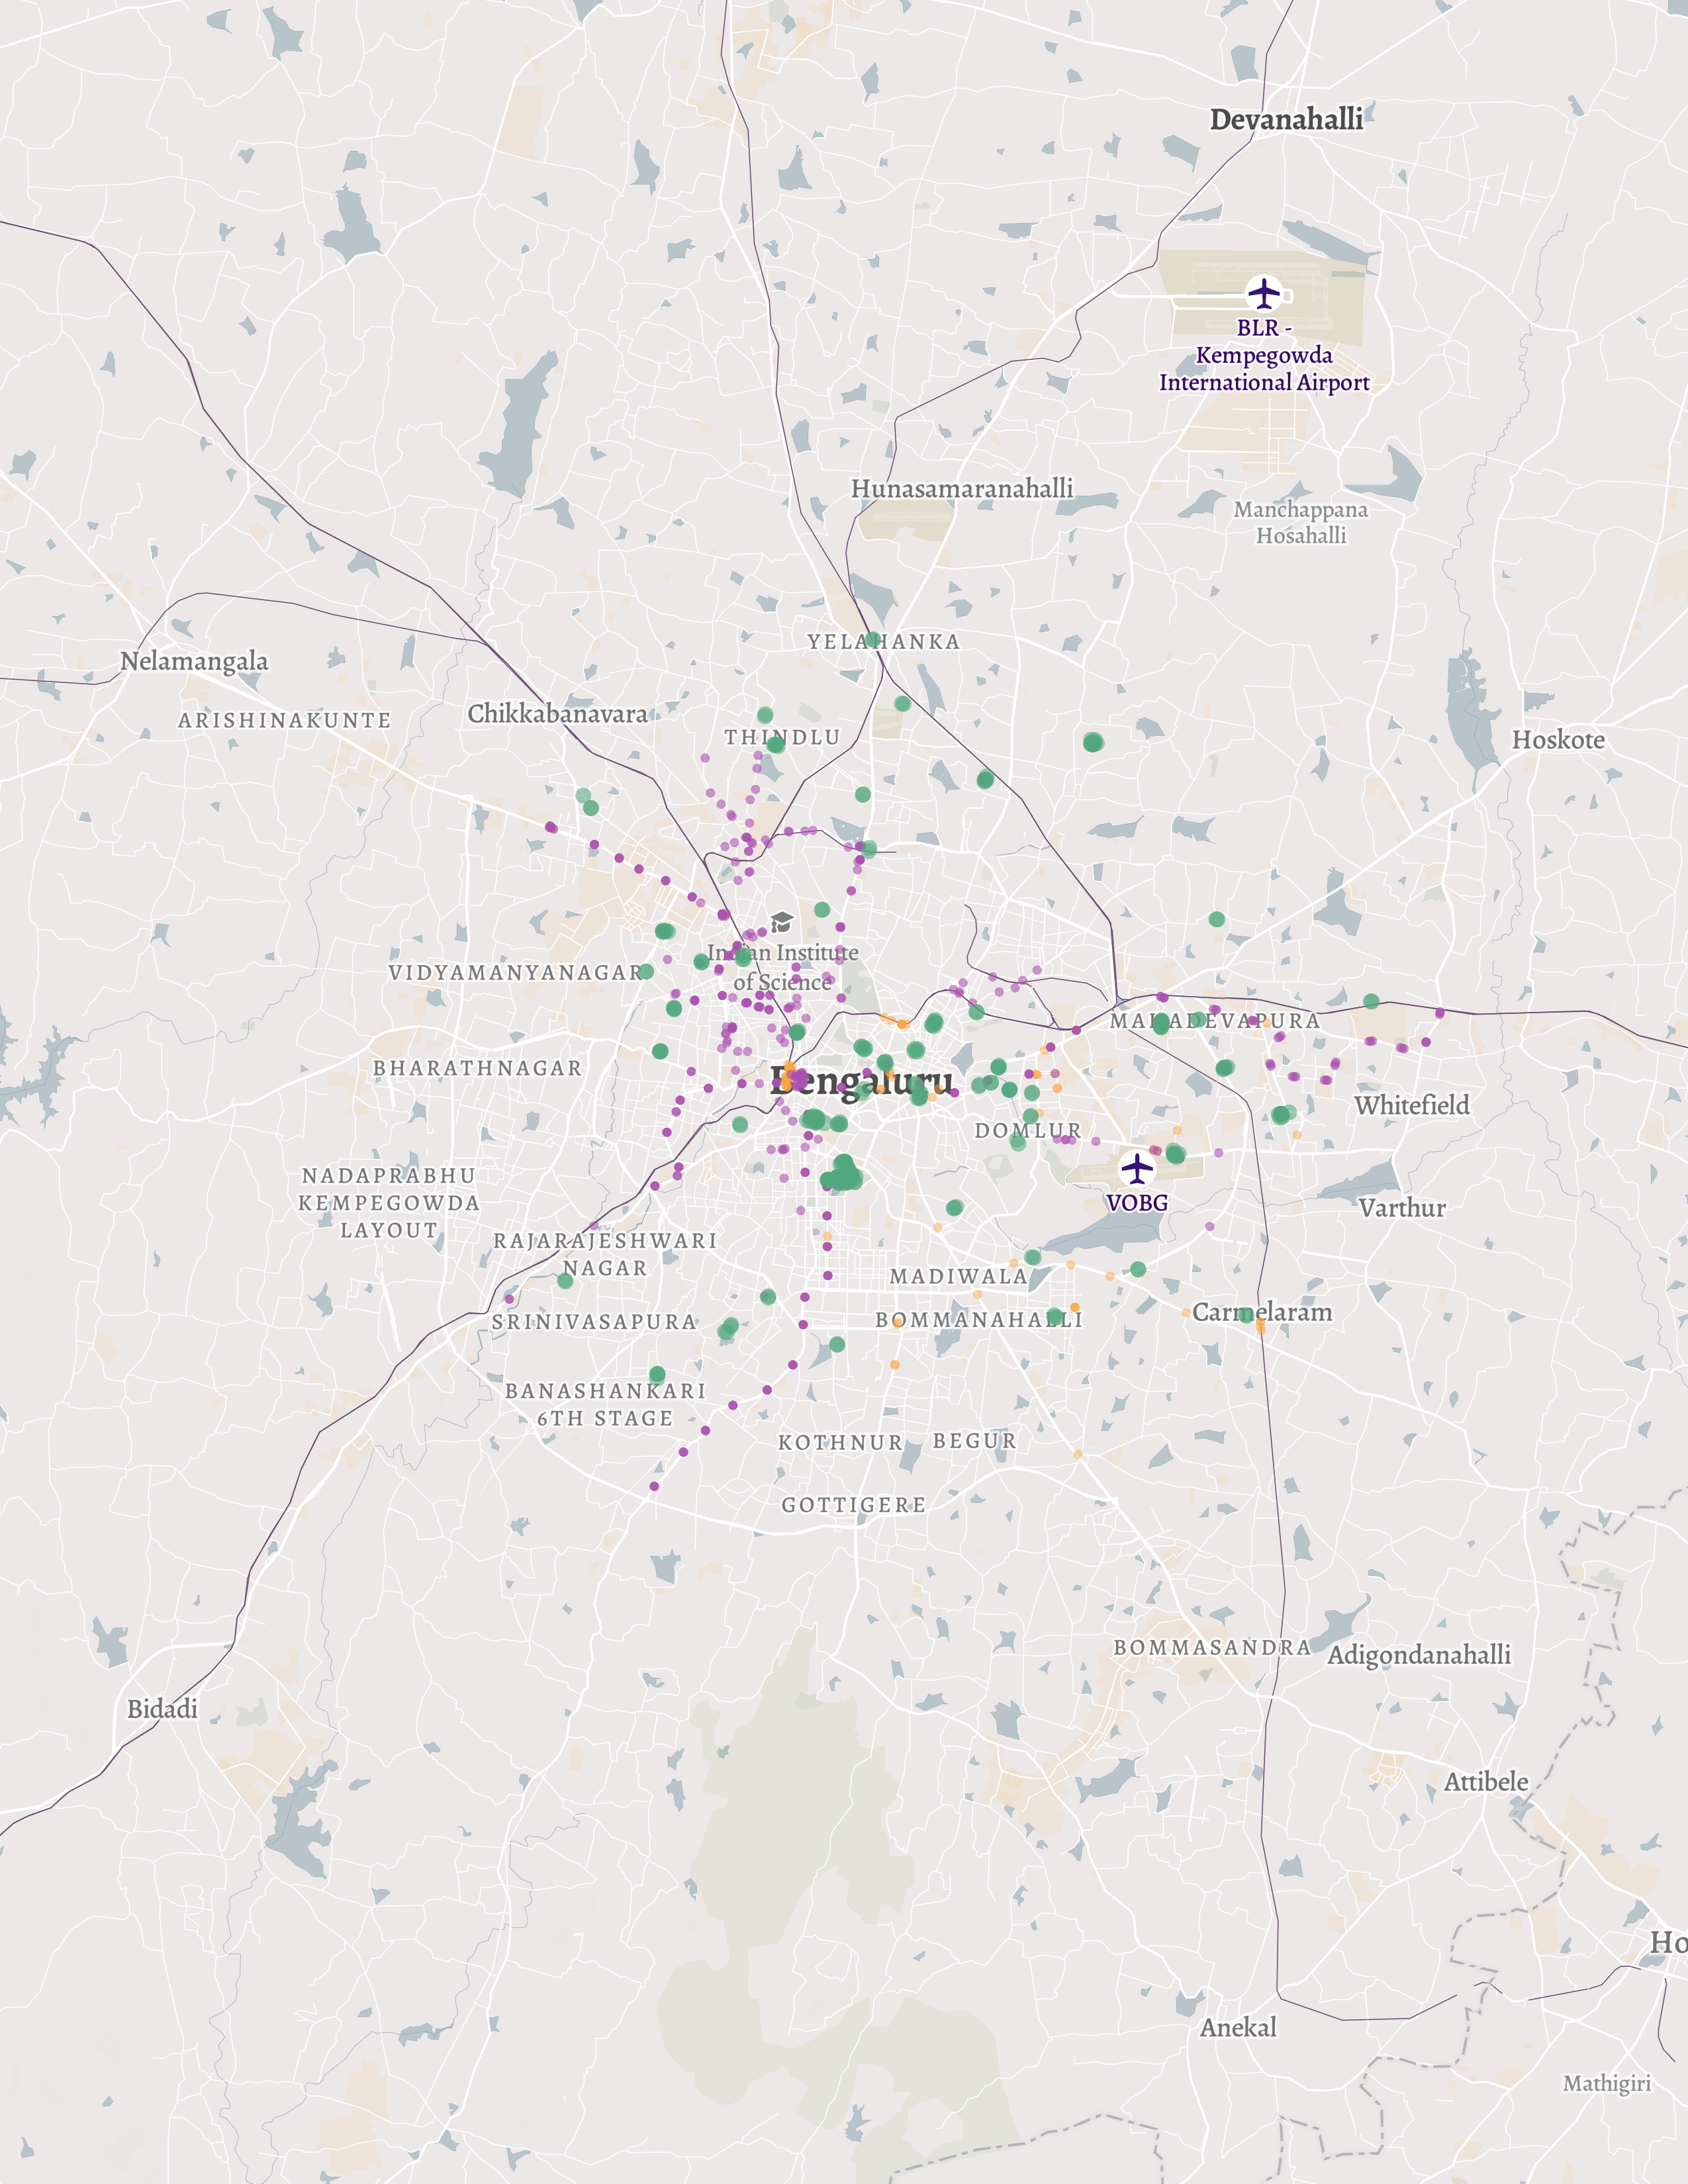 Devanahalli
BLR -
Kempegowda
International Airport
Hunasamaranahalli
Manchappana
Hosahalli
YELAHANKA
Nelamangala
Chikkabanavara
ARISHINAKUNTE
THINDLU
Hoskote
Indian Institute
of Science
VIDYAMANYANAGAR
MAHADEVAPURA
BHARATHNAGAR
Bengaluru
Whitefield
DOMLUR
NADAPRABHU
KEMPEGOWDA
LAYOUT
VOBG
Varthur
RAJARAJESHWARI
NAGAR
MADIWALA
SRINIVASAPURA
BOMMANAHALLI
Carmelaram
BANASHANKARI
6TH STAGE
KOTHNUR
BEGUR
GOTTIGERE
BOMMASANDRA
Adigondanahalli
Bidadi
Attibele
Ho
Anekal
Mathigiri